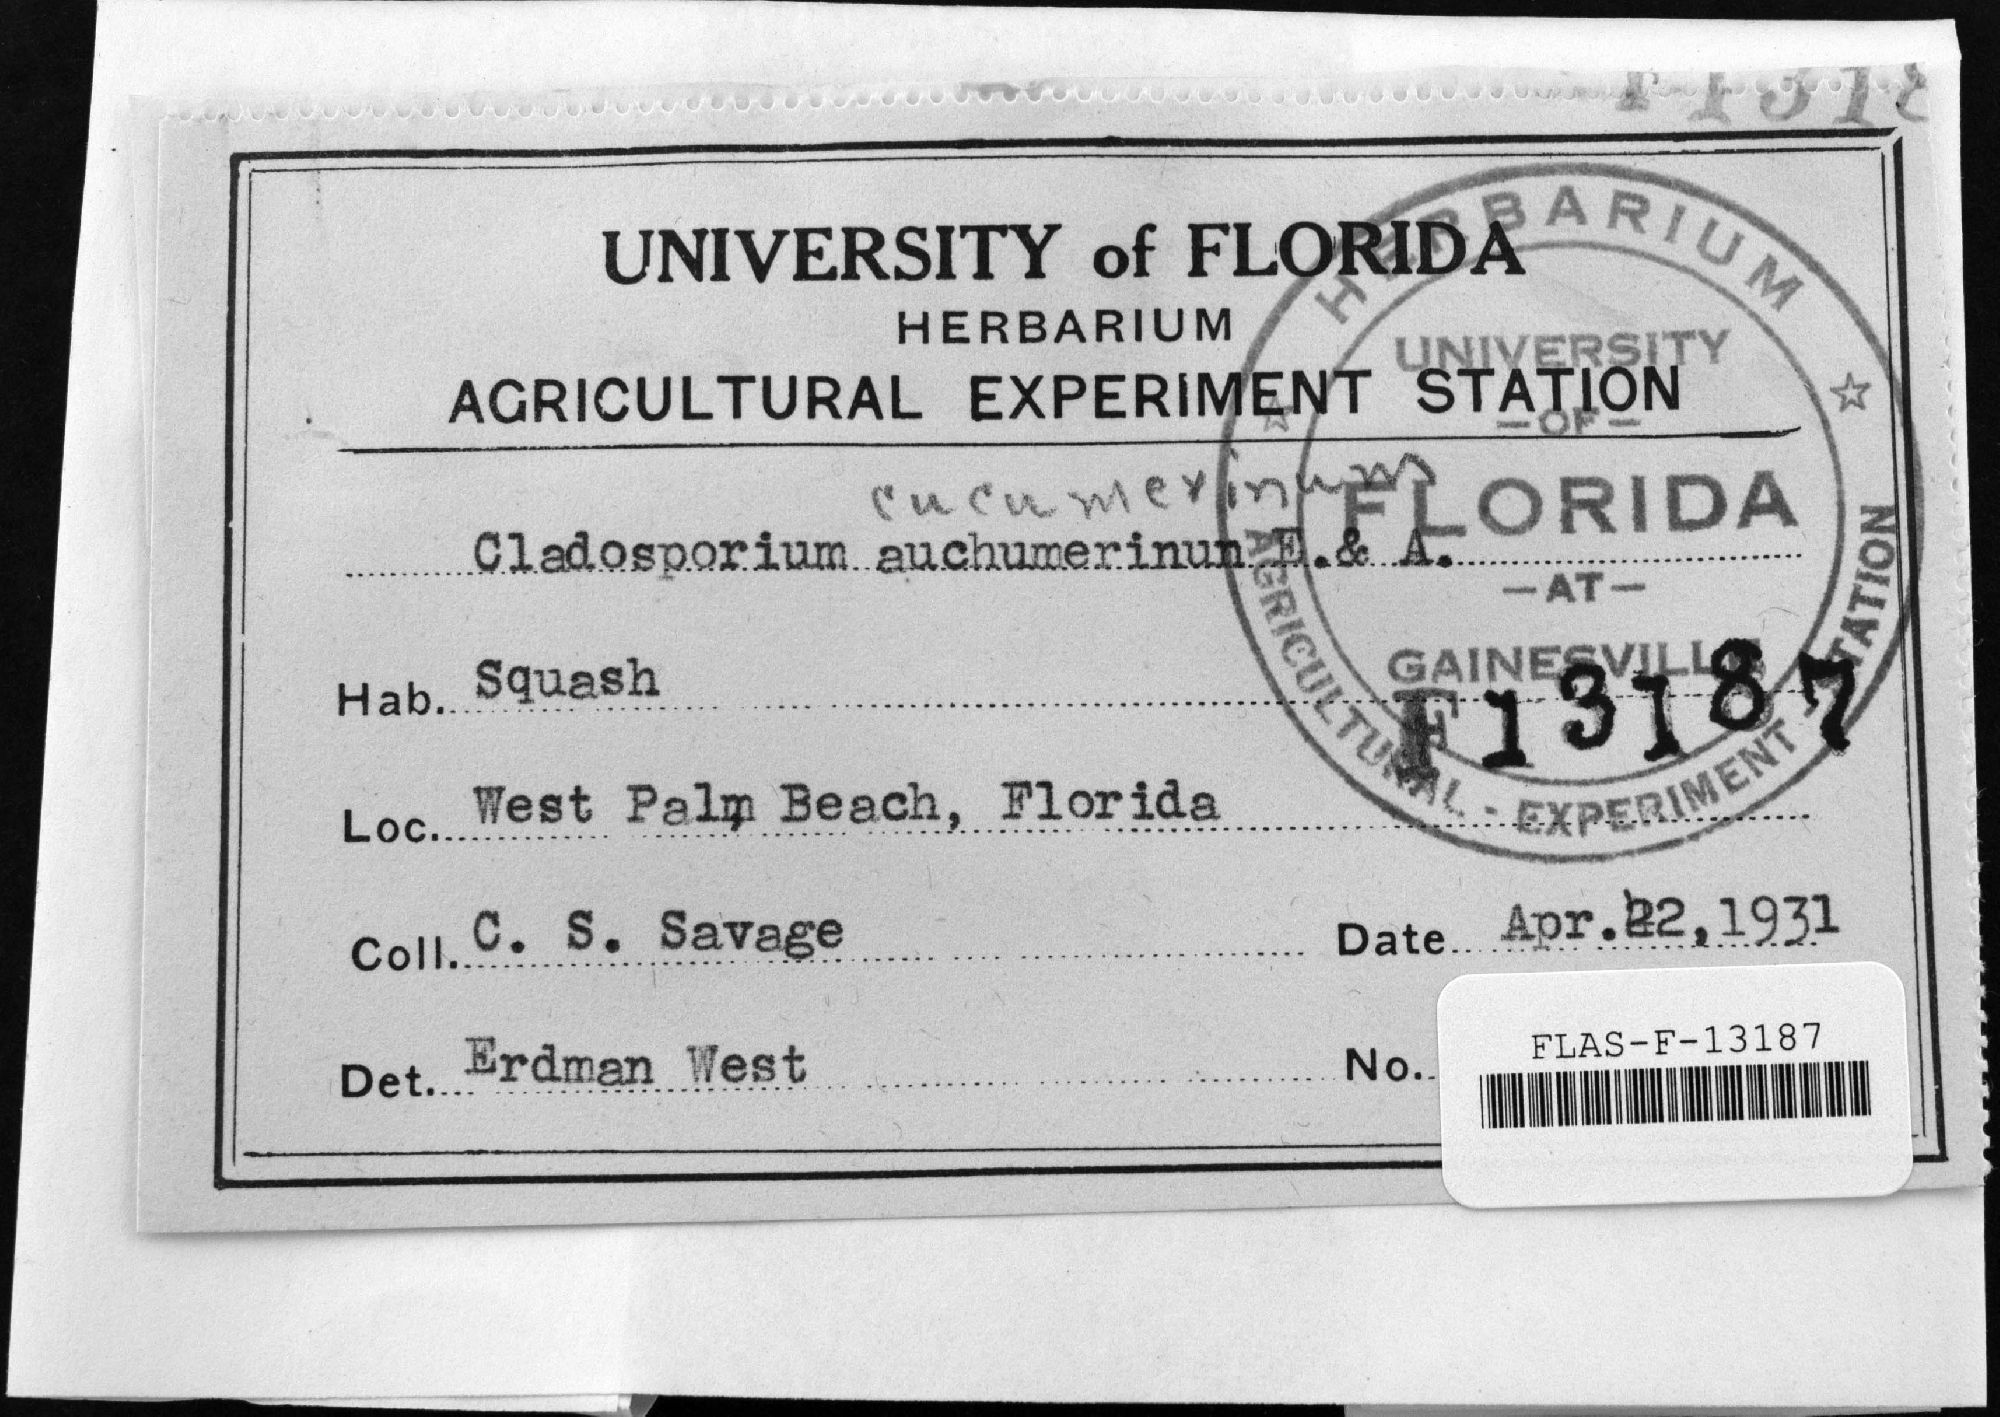 F1318
UNIVERSITY of FLORIDA
HERBARIUM
AGRICULTURAL EXPERIMENT STATION
cucumerinum
Cladosporium auchumerinun E.& A.
Hab. Squash
Loc. West Palm Beach, Florida
Coll. C. S. Savage Date Apr. 22, 1931
Det. Erdman West No.
HERBARIUM
UNIVERSITY
-OF-
FLORIDA
-AT-
GAINESVILLE
AGRICULTURAL - EXPERIMENT - STATION
F13187
FLAS-F-13187